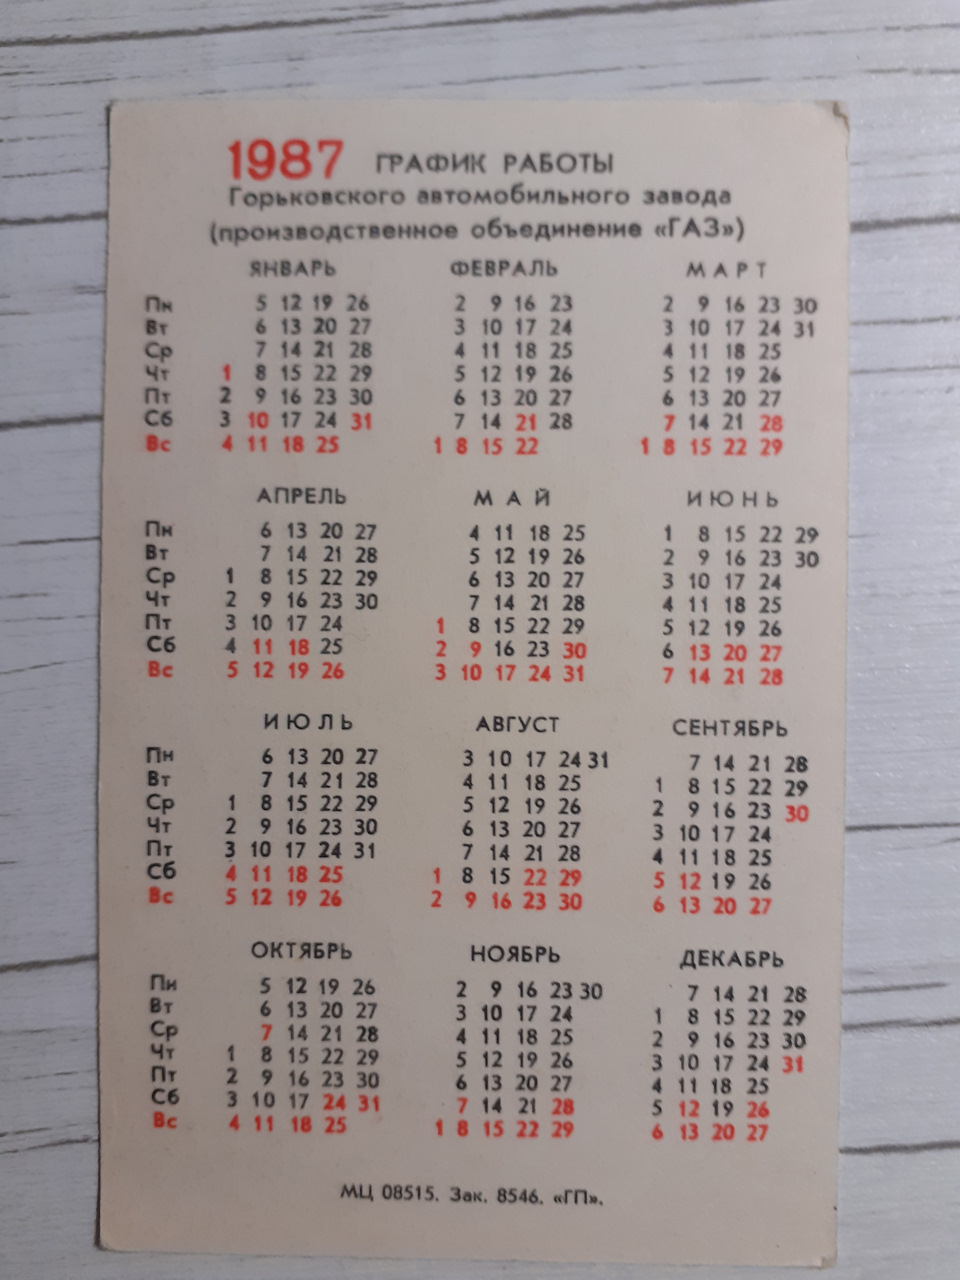 1987 ГРАФИК РАБОТЫ
Горьковского автомобильного завода
(производственное объединение «ГАЗ»)
ЯНВАРЬ ФЕВРАЛЬ МАРТ
Пн 5 12 19 26 2 9 16 23 2 9 16 23 30
Вт 6 13 20 27 3 10 17 24 3 10 17 24 31
Ср 7 14 21 28 4 11 18 25 4 11 18 25
Чт 1 8 15 22 29 5 12 19 26 5 12 19 26
Пт 2 9 16 23 30 6 13 20 27 6 13 20 27
Сб 3 10 17 24 31 7 14 21 28 7 14 21 28
Вс 4 11 18 25 1 8 15 22 1 8 15 22 29
АПРЕЛЬ МАЙ ИЮНЬ
Пн 6 13 20 27 4 11 18 25 1 8 15 22 29
Вт 7 14 21 28 5 12 19 26 2 9 16 23 30
Ср 1 8 15 22 29 6 13 20 27 3 10 17 24
Чт 2 9 16 23 30 7 14 21 28 4 11 18 25
Пт 3 10 17 24 1 8 15 22 29 5 12 19 26
Сб 4 11 18 25 2 9 16 23 30 6 13 20 27
Вс 5 12 19 26 3 10 17 24 31 7 14 21 28
ИЮЛЬ АВГУСТ СЕНТЯБРЬ
Пн 6 13 20 27 3 10 17 24 31 7 14 21 28
Вт 7 14 21 28 4 11 18 25 1 8 15 22 29
Ср 1 8 15 22 29 5 12 19 26 2 9 16 23 30
Чт 2 9 16 23 30 6 13 20 27 3 10 17 24
Пт 3 10 17 24 31 7 14 21 28 4 11 18 25
Сб 4 11 18 25 1 8 15 22 29 5 12 19 26
Вс 5 12 19 26 2 9 16 23 30 6 13 20 27
ОКТЯБРЬ НОЯБРЬ ДЕКАБРЬ
Пн 5 12 19 26 2 9 16 23 30 7 14 21 28
Вт 6 13 20 27 3 10 17 24 1 8 15 22 29
Ср 7 14 21 28 4 11 18 25 2 9 16 23 30
Чт 1 8 15 22 29 5 12 19 26 3 10 17 24 31
Пт 2 9 16 23 30 6 13 20 27 4 11 18 25
Сб 3 10 17 24 31 7 14 21 28 5 12 19 26
Вс 4 11 18 25 1 8 15 22 29 6 13 20 27
МЦ 08515. Зак. 8546. «ГП».